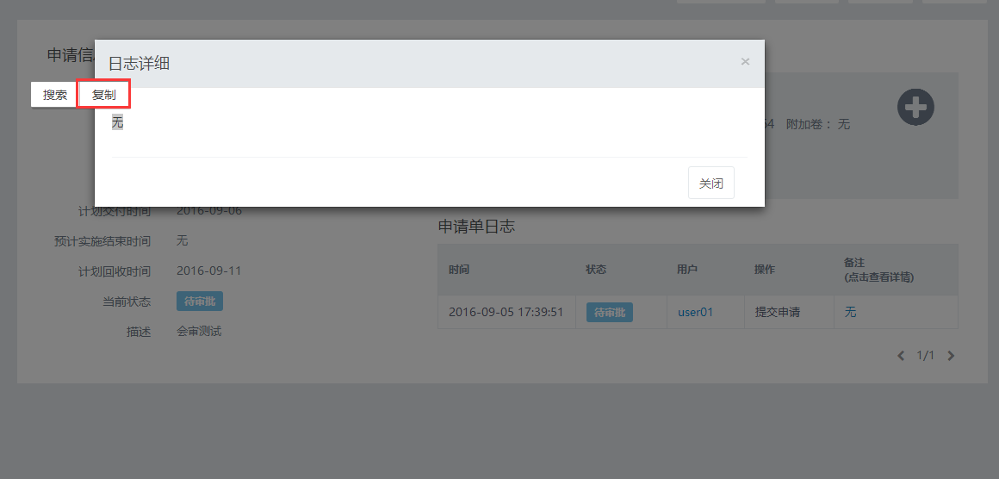 申请信
日志详细
×
搜索 复制
无
64 附加卷： 无
关闭
计划交付时间 2016-09-06
预计实施结束时间 无
计划回收时间 2016-09-11
当前状态 待审批
描述 会审测试
申请单日志
时间 状态 用户 操作 备注
(点击查看详情)
2016-09-05 17:39:51 待审批 user01 提交申请 无
1/1